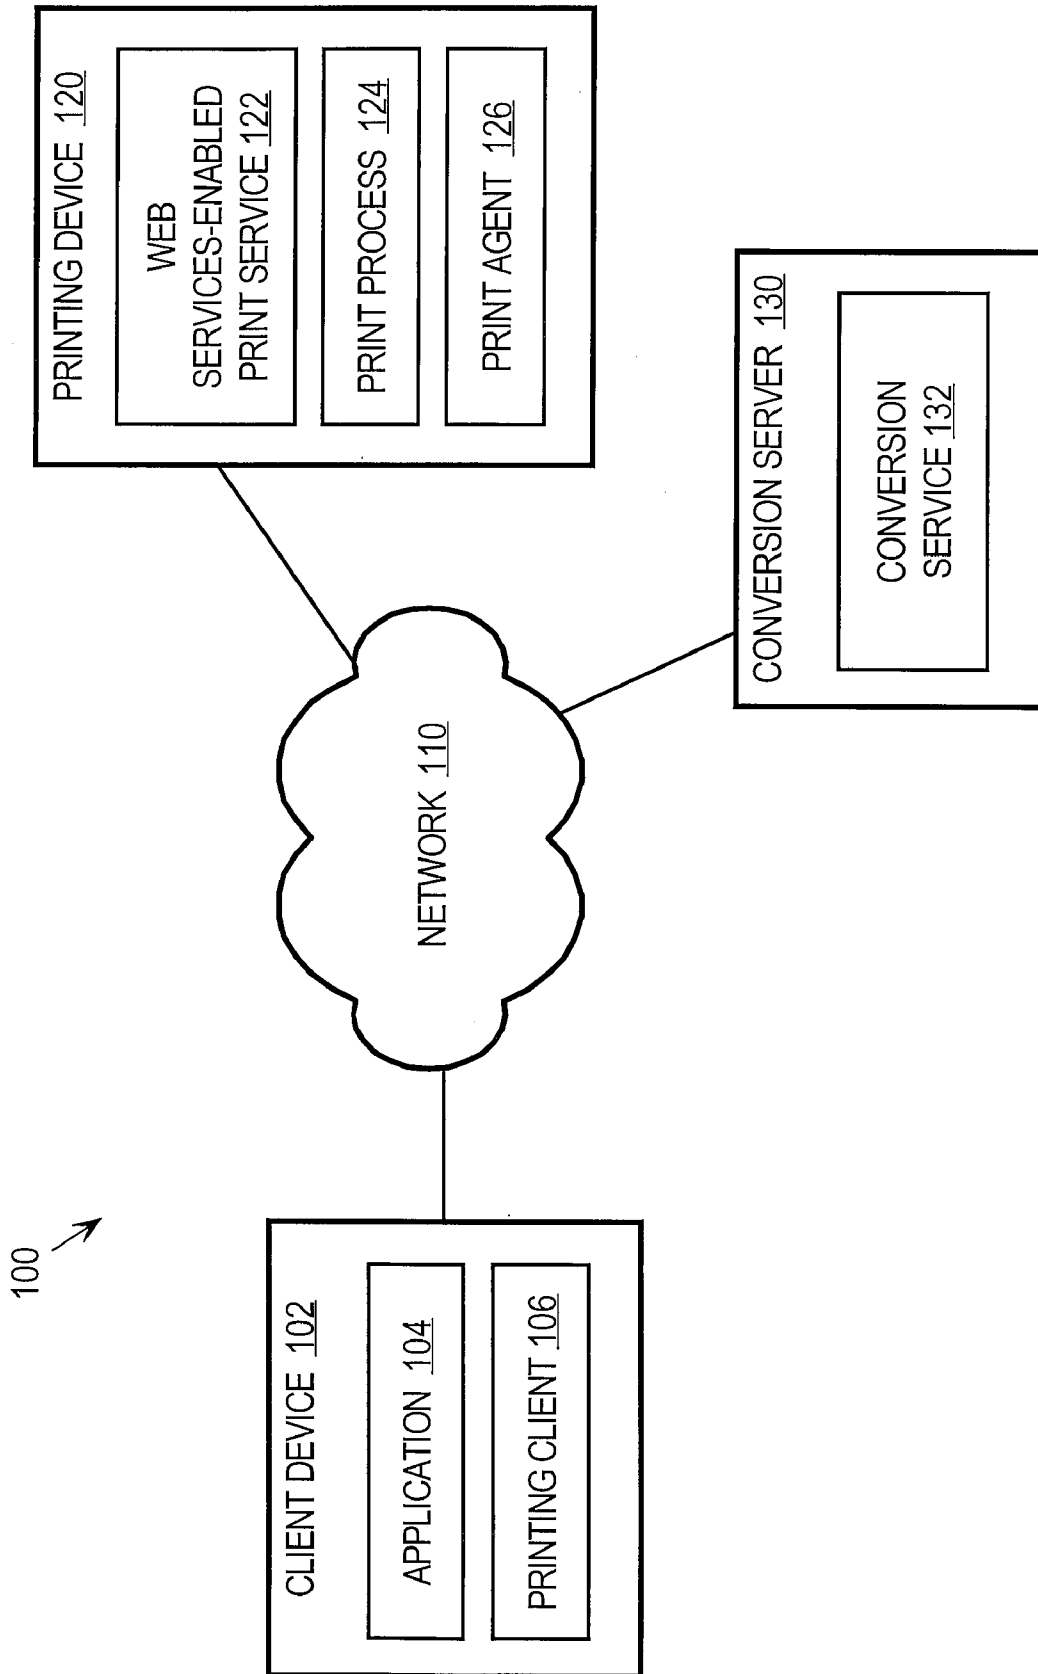 100
CLIENT DEVICE 102
APPLICATION 104
PRINTING CLIENT 106
NETWORK 110
PRINTING DEVICE 120
WEB
SERVICES-ENABLED
PRINT SERVICE 122
PRINT PROCESS 124
PRINT AGENT 126
CONVERSION SERVER 130
CONVERSION
SERVICE 132